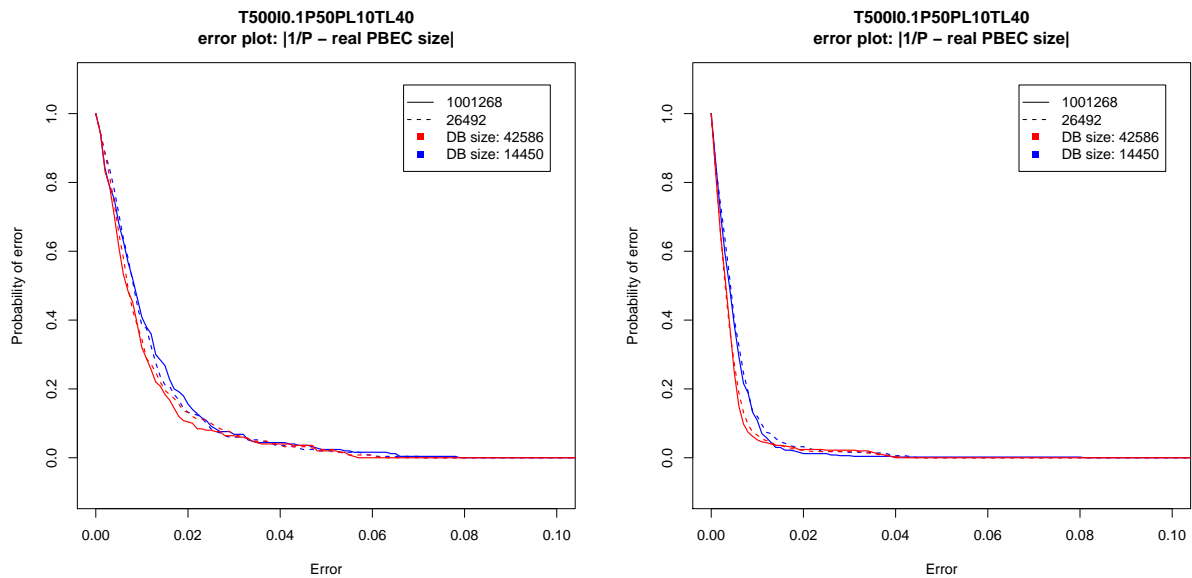 T500I0.1P50PL10TL40
error plot: |1/P − real PBEC size|
Probability of error
1.0
0.8
0.6
0.4
0.2
0.0
1001268
26492
DB size: 42586
DB size: 14450
0.00 0.02 0.04 0.06 0.08 0.10
Error
T500I0.1P50PL10TL40
error plot: |1/P − real PBEC size|
Probability of error
1.0
0.8
0.6
0.4
0.2
0.0
1001268
26492
DB size: 42586
DB size: 14450
0.00 0.02 0.04 0.06 0.08 0.10
Error